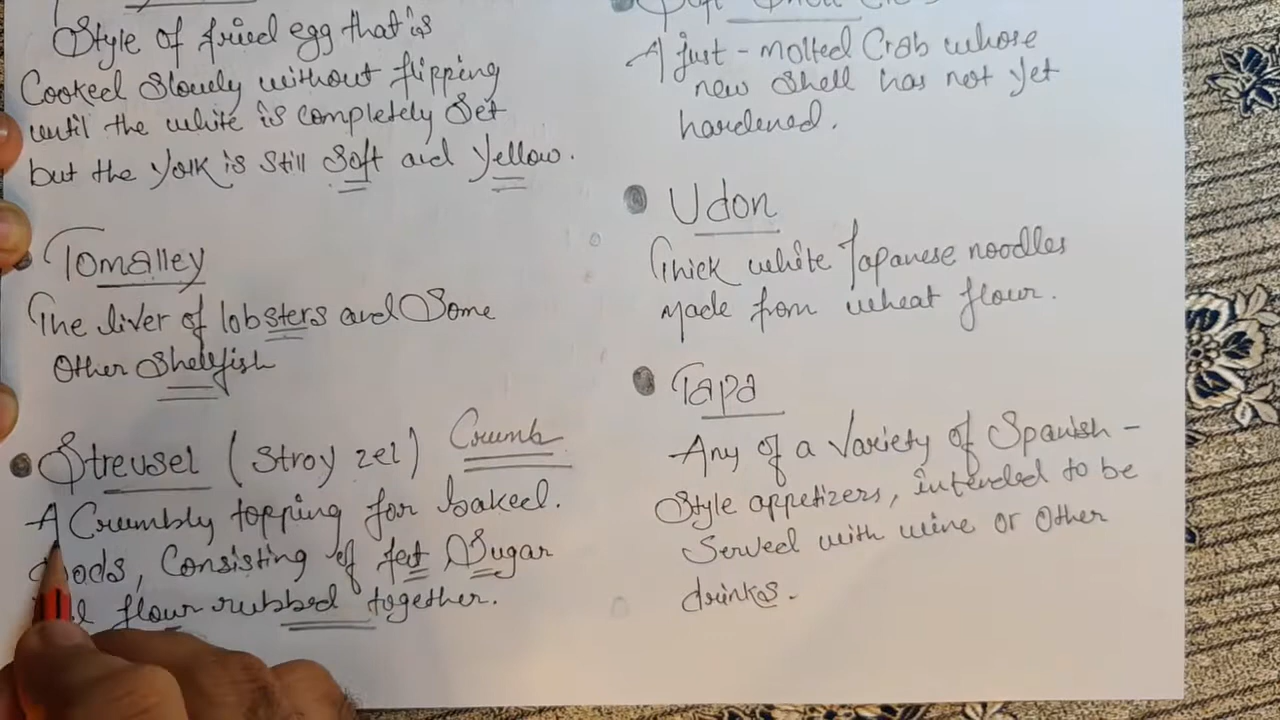 Style of fried egg that is
Cooked Slowly without flipping
until the white is completely Set
but the Yolk is Still Soft and Yellow.
Tomalley
The liver of lobsters and Some
Other Shellfish
Streusel (Stroy zel) Crumb
A Crumbly topping for baked.
Consisting of fat Sugar
flour rubbed together.
A just - molted Crab whose
new Shell has not yet
hardened.
Udon
Thick white Japanese noodles
made from wheat flour.
Tapa
Any of a Variety of Spanish -
Style appetizers, intended to be
Served with wine or Other
drinks.